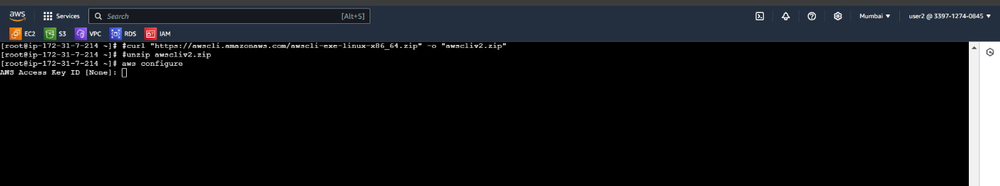 aws Services Search [Alt+S] Mumbai ▼ user2 @ 3397-1274-0845 ▼
EC2 S3 VPC RDS IAM
[root@ip-172-31-7-214 ~]# #curl "https://awscli.amazonaws.com/awscli-exe-linux-x86_64.zip" -o "awscliv2.zip"
[root@ip-172-31-7-214 ~]# #unzip awscliv2.zip
[root@ip-172-31-7-214 ~]# aws configure
AWS Access Key ID [None]: